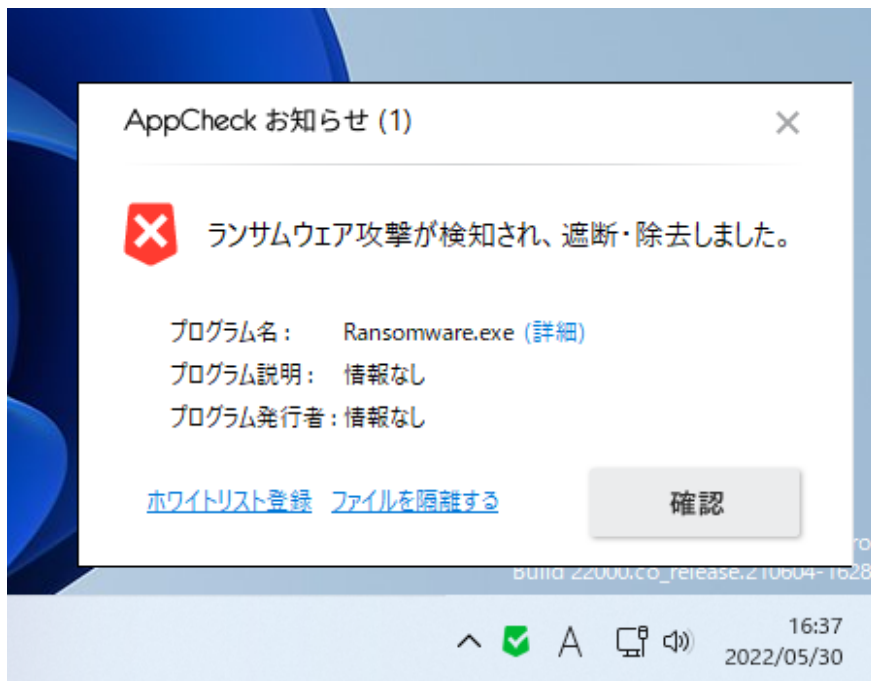 AppCheck お知らせ (1)
ランサムウェア攻撃が検知され、遮断・除去しました。
プログラム名 : Ransomware.exe (詳細)
プログラム説明 : 情報なし
プログラム発行者 : 情報なし
ホワイトリスト登録 ファイルを隔離する 確認
ro
Build 22000.co_release.210604-1628
A 16:37
2022/05/30